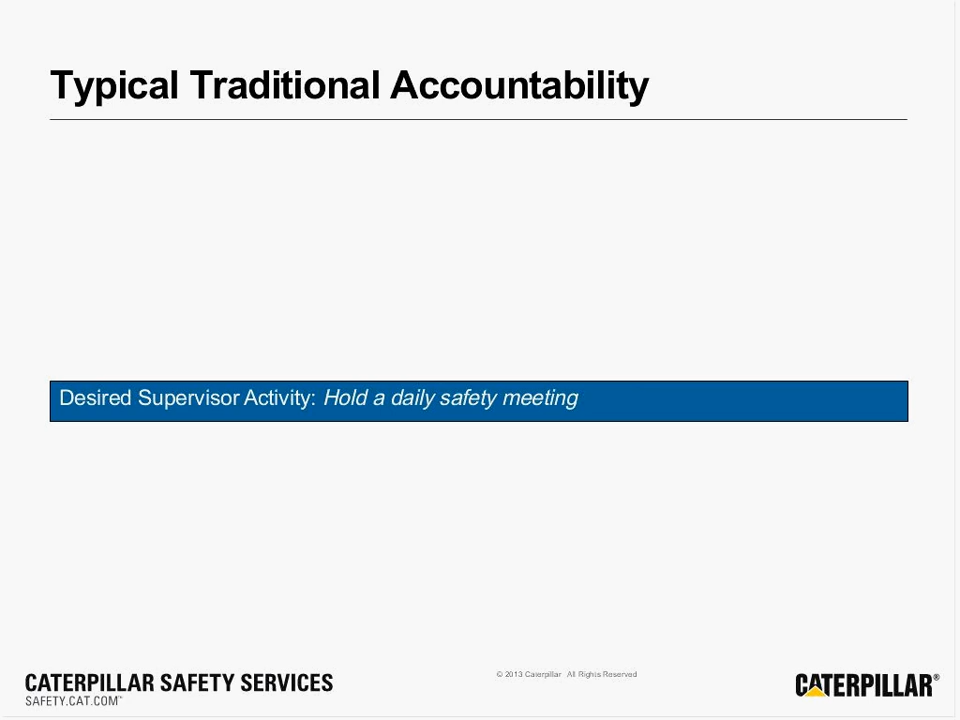 Typical Traditional Accountability
Desired Supervisor Activity: Hold a daily safety meeting
© 2013 Caterpillar All Rights Reserved
CATERPILLAR SAFETY SERVICES
SAFETY.CAT.COM™
CATERPILLAR®